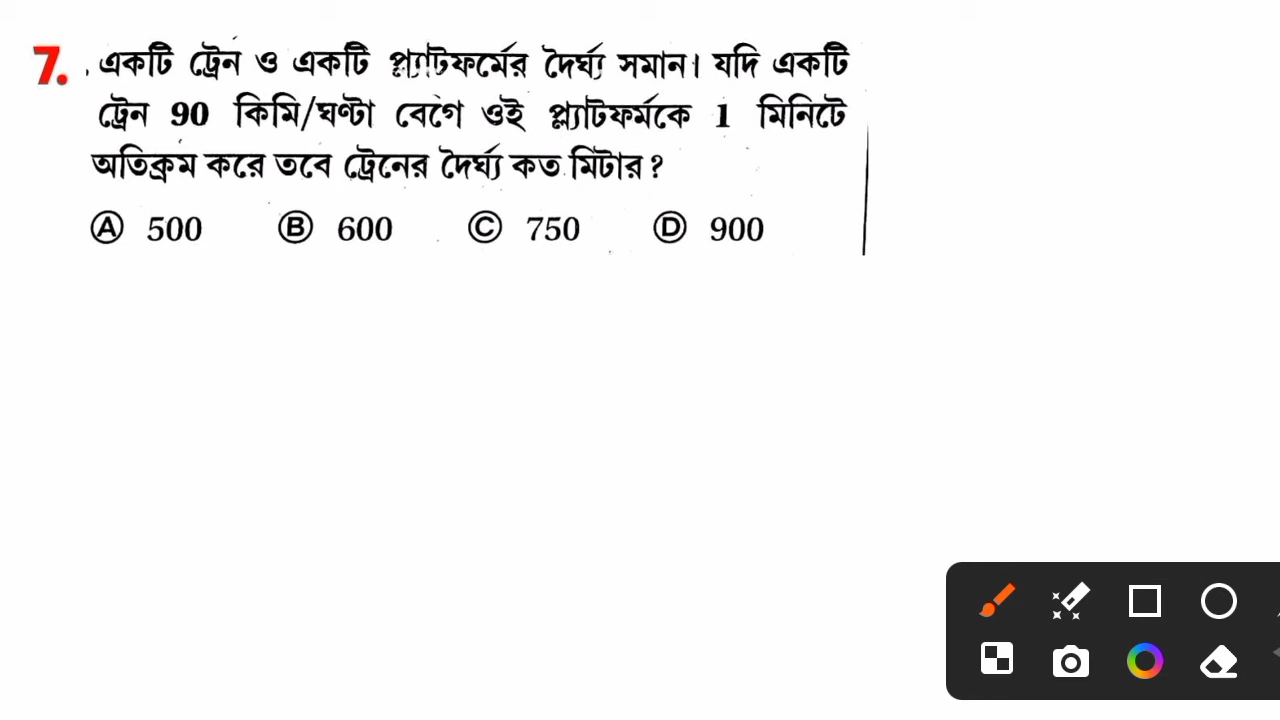 7. একটি ট্রেন ও একটি প্ল্যাটফর্মের দৈর্ঘ্য সমান। যদি একটি
ট্রেন 90 কিমি/ঘণ্টা বেগে ওই প্ল্যাটফর্মকে 1 মিনিটে
অতিক্রম করে তবে ট্রেনের দৈর্ঘ্য কত মিটার?
Ⓐ 500 Ⓑ 600 Ⓒ 750 Ⓓ 900